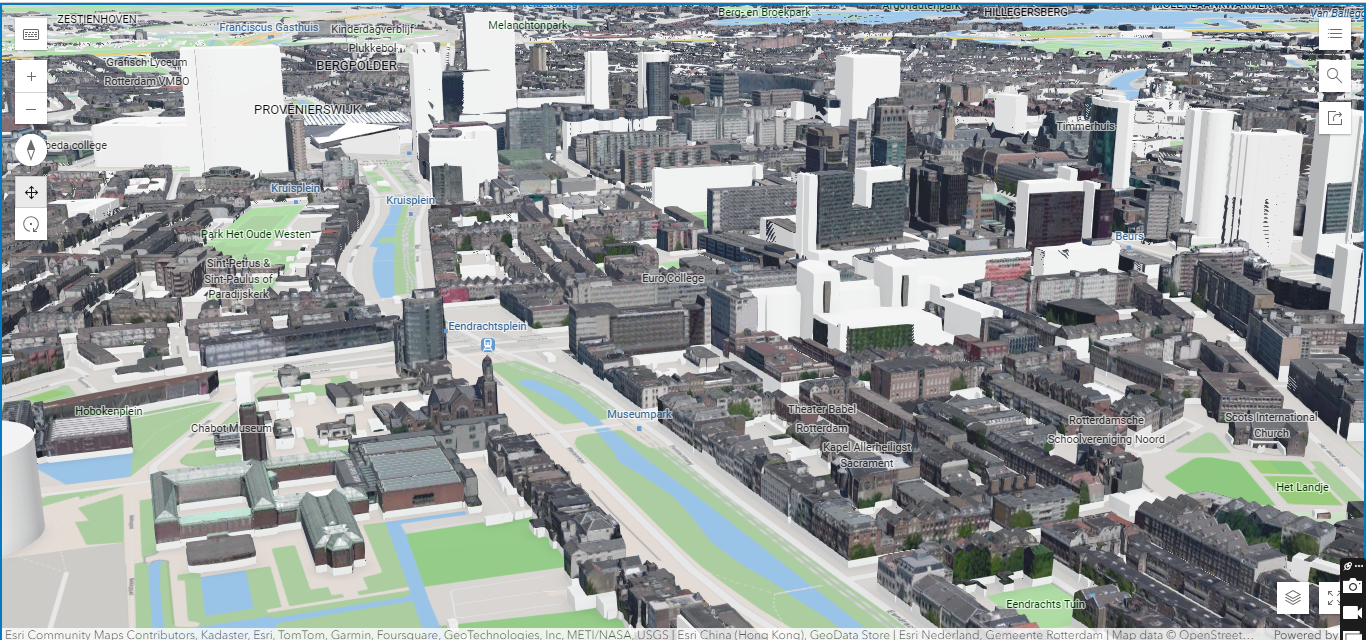 ZESTIENHOVEN
Franciscus Gasthuis
Kinderdagverblijf
Plukkebol
Melanchtonpark
Berg- en Broekpark
HILLEGERSBERG
Grafisch Lyceum
Rotterdam VMBO
BERGPOLDER
PROVENIERSWIJK
Timmerhuis
college
Kruisplein
Kruisplein
Park Het Oude Westen
Beurs
Sint-Petrus &
Sint-Paulus of
Paradijskerk
Euro College
Eendrachtsplein
Hobokenplein
Museumpark
Chabot Museum
Theater Babel
Rotterdam
Rotterdamsche
Schoolvereniging Noord
Scots International
Church
Kapel Allerheiligst
Sacrament
Het Landje
Eendrachts Tuin
Esri Community Maps Contributors, Kadaster, Esri, TomTom, Garmin, Foursquare, GeoTechnologies, Inc, METI/NASA, USGS | Esri China (Hong Kong), GeoData Store | Esri Nederland, Gemeente Rotterdam | Map data © OpenStreet
Powered by